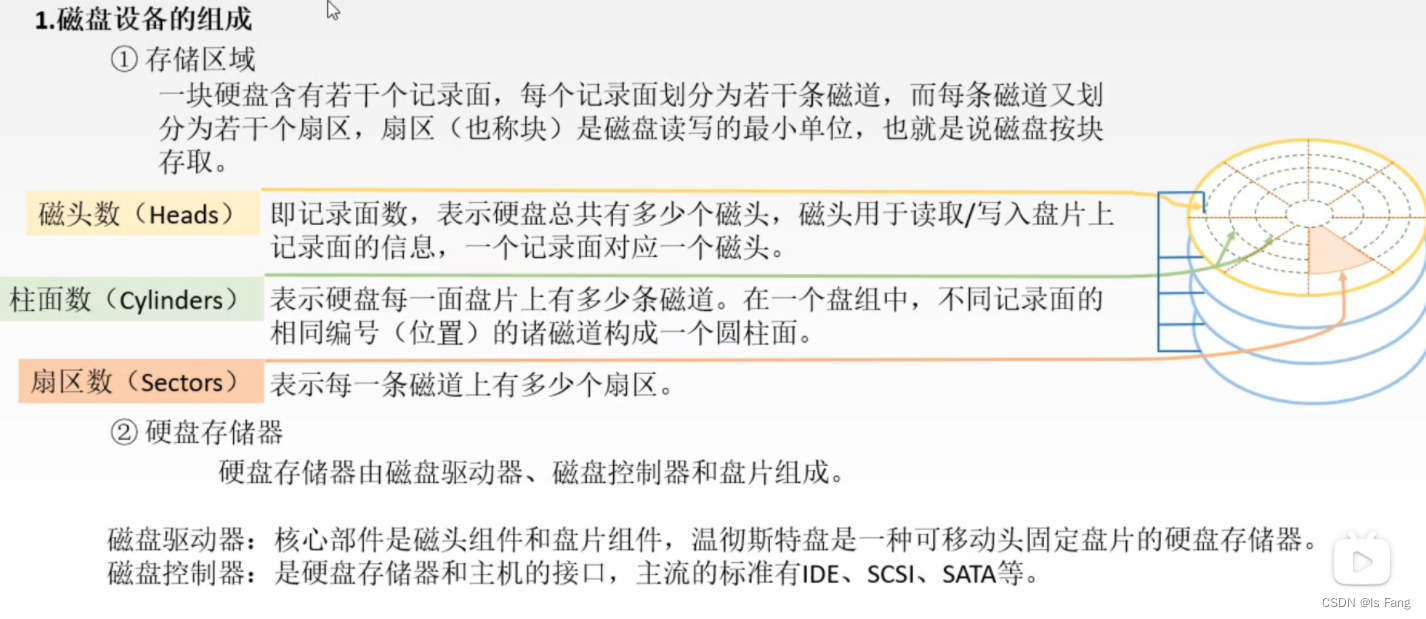 1.磁盘设备的组成
① 存储区域
一块硬盘含有若干个记录面，每个记录面划分为若干条磁道，而每条磁道又划
分为若干个扇区，扇区（也称块）是磁盘读写的最小单位，也就是说磁盘按块
存取。
磁头数（Heads） 即记录面数，表示硬盘总共有多少个磁头，磁头用于读取/写入盘片上
记录面的信息，一个记录面对应一个磁头。
柱面数（Cylinders） 表示硬盘每一面盘片上有多少条磁道。在一个盘组中，不同记录面的
相同编号（位置）的诸磁道构成一个圆柱面。
扇区数（Sectors） 表示每一条磁道上有多少个扇区。
② 硬盘存储器
硬盘存储器由磁盘驱动器、磁盘控制器和盘片组成。
磁盘驱动器：核心部件是磁头组件和盘片组件，温彻斯特盘是一种可移动头固定盘片的硬盘存储器。
磁盘控制器：是硬盘存储器和主机的接口，主流的标准有IDE、SCSI、SATA等。
CSDN @Is Fang